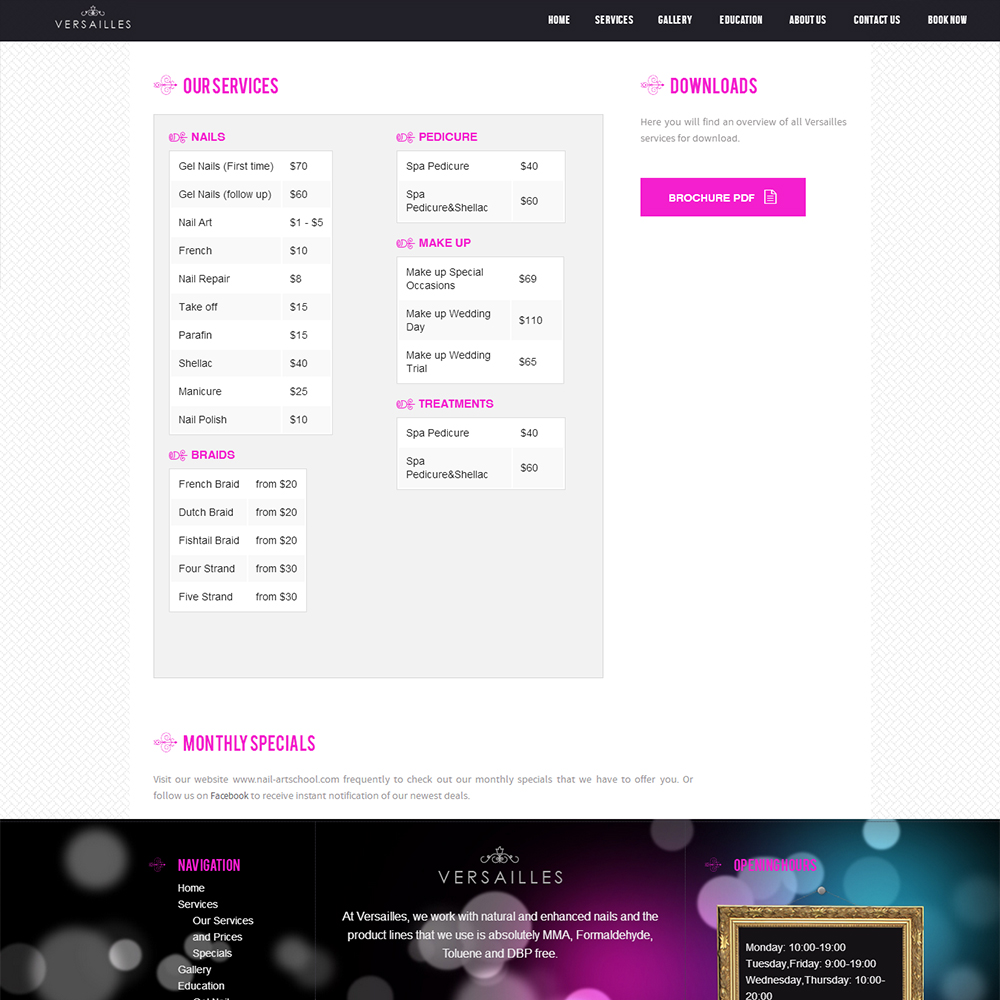 VERSAILLES
HOME SERVICES GALLERY EDUCATION ABOUT US CONTACT US BOOK NOW
OUR SERVICES
NAILS
Gel Nails (First time) $70
Gel Nails (follow up) $60
Nail Art $1 - $5
French $10
Nail Repair $8
Take off $15
Parafin $15
Shellac $40
Manicure $25
Nail Polish $10
BRAIDS
French Braid from $20
Dutch Braid from $20
Fishtail Braid from $20
Four Strand from $30
Five Strand from $30
PEDICURE
Spa Pedicure $40
Spa
Pedicure&Shellac $60
MAKE UP
Make up Special
Occasions $69
Make up Wedding
Day $110
Make up Wedding
Trial $65
TREATMENTS
Spa Pedicure $40
Spa
Pedicure&Shellac $60
DOWNLOADS
Here you will find an overview of all Versailles
services for download.
BROCHURE PDF
MONTHLY SPECIALS
Visit our website www.nail-artschool.com frequently to check out our monthly specials that we have to offer you. Or
follow us on Facebook to receive instant notification of our newest deals.
NAVIGATION
Home
Services
Our Services
and Prices
Specials
Gallery
Education
Gel Nail
VERSAILLES
At Versailles, we work with natural and enhanced nails and the
product lines that we use is absolutely MMA, Formaldehyde,
Toluene and DBP free.
OPENING HOURS
Monday: 10:00-19:00
Tuesday,Friday: 9:00-19:00
Wednesday,Thursday: 10:00-
20:00